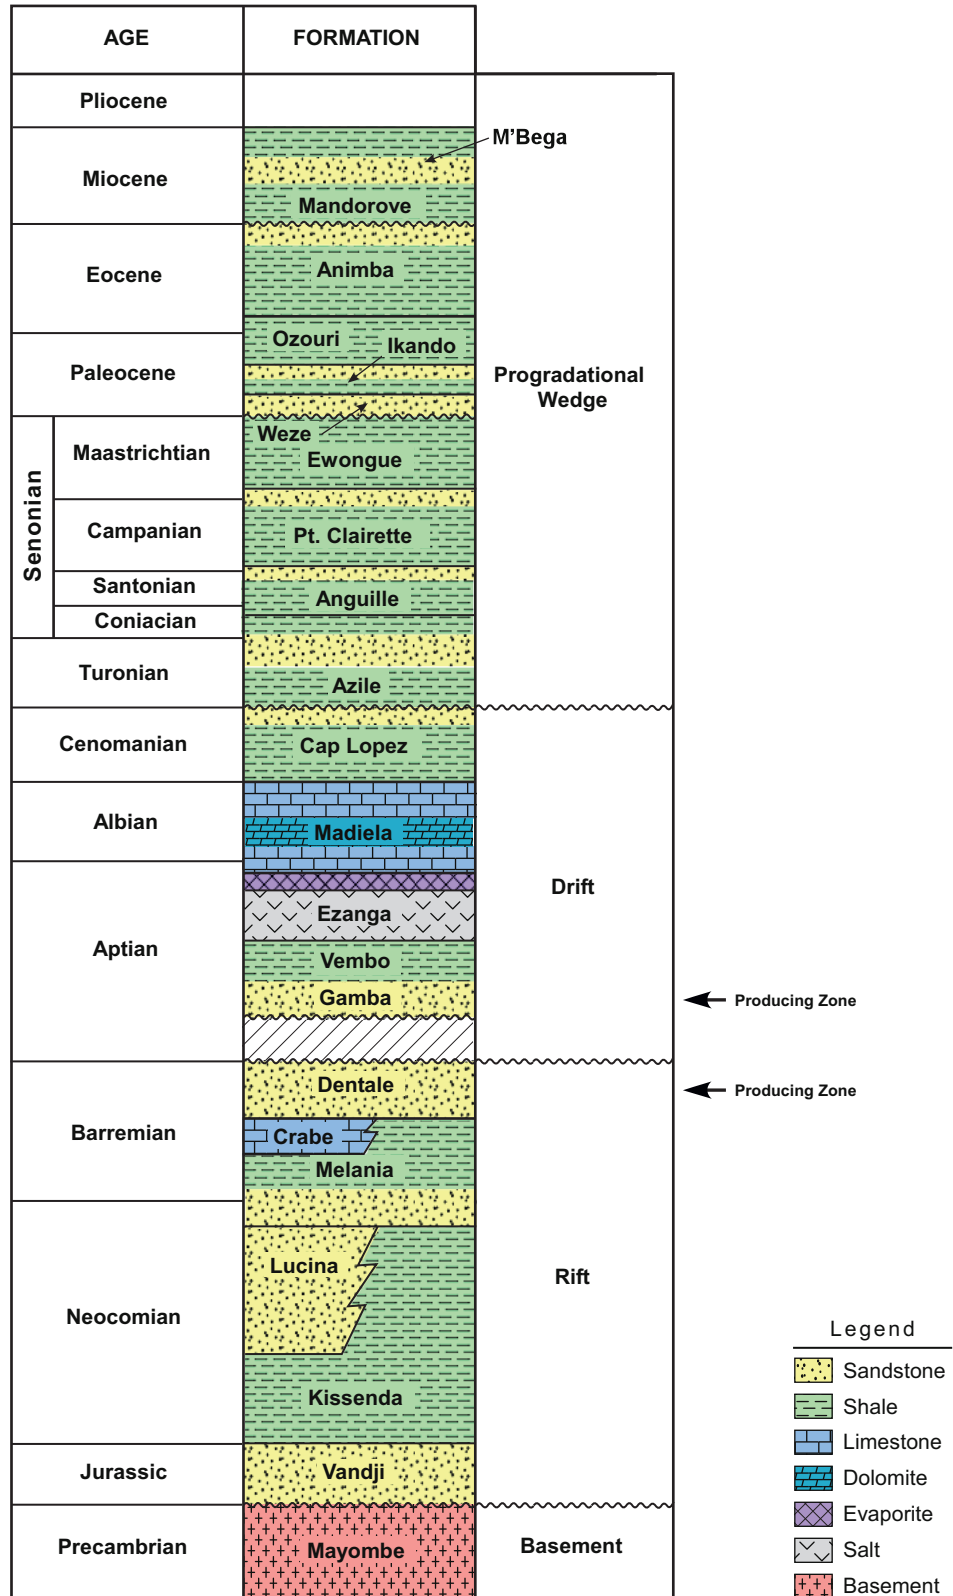 AGE
FORMATION
Pliocene
M'Bega
Miocene
Mandorove
Eocene
Animba
Ozouri
Ikando
Paleocene
Progradational
Wedge
Weze
Senonian
Maastrichtian
Ewongue
Campanian
Pt. Clairette
Santonian
Anguille
Coniacian
Turonian
Azile
Cenomanian
Cap Lopez
Albian
Madiela
Drift
Aptian
Ezanga
Vembo
Gamba
Producing Zone
Dentale
Producing Zone
Barremian
Crabe
Melania
Lucina
Rift
Neocomian
Kissenda
Jurassic
Vandji
Precambrian
Mayombe
Basement
Legend
Sandstone
Shale
Limestone
Dolomite
Evaporite
Salt
Basement